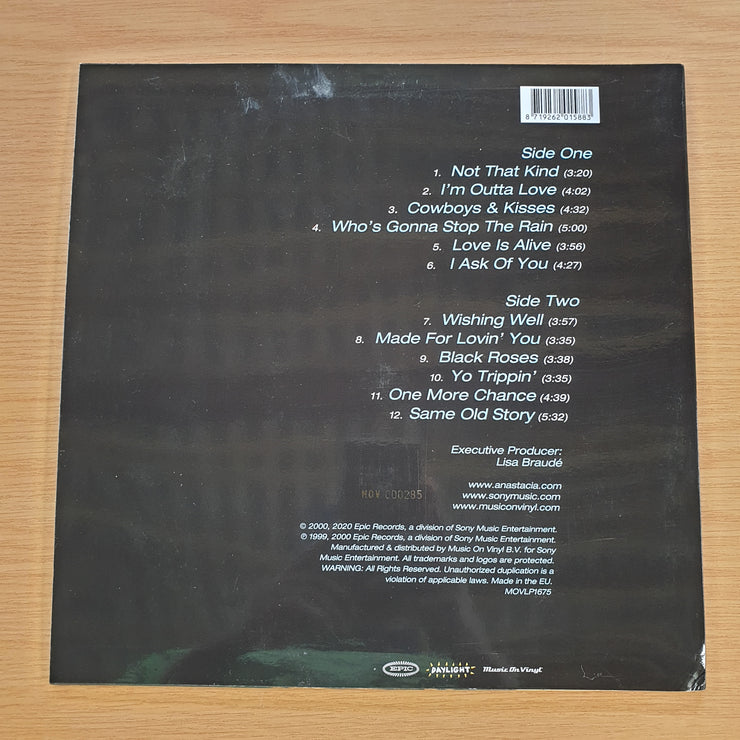 8 719262 015883
Side One
1. Not That Kind (3:20)
2. I'm Outta Love (4:02)
3. Cowboys & Kisses (4:32)
4. Who's Gonna Stop The Rain (5:00)
5. Love Is Alive (3:56)
6. I Ask Of You (4:27)
Side Two
7. Wishing Well (3:57)
8. Made For Lovin' You (3:35)
9. Black Roses (3:38)
10. Yo Trippin' (3:35)
11. One More Chance (4:39)
12. Same Old Story (5:32)
Executive Producer:
Lisa Braudé
www.anastacia.com
www.sonymusic.com
www.musiconvinyl.com
MOV 000285
© 2000, 2020 Epic Records, a division of Sony Music Entertainment.
℗ 1999, 2000 Epic Records, a division of Sony Music Entertainment.
Manufactured & distributed by Music On Vinyl B.V. for Sony
Music Entertainment. All trademarks and logos are protected.
WARNING: All Rights Reserved. Unauthorized duplication is a
violation of applicable laws. Made in the EU.
MOVLP1675
EPIC DAYLIGHT Music On Vinyl